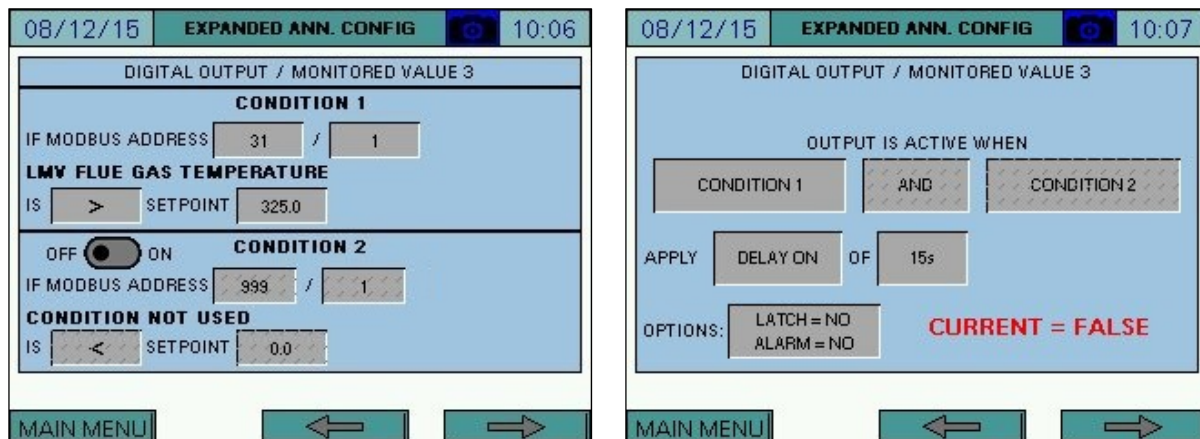 08/12/15 EXPANDED ANN. CONFIG 10:06
DIGITAL OUTPUT / MONITORED VALUE 3
CONDITION 1
IF MODBUS ADDRESS 31 / 1
LMV FLUE GAS TEMPERATURE
IS > SETPOINT 325.0
OFF ON CONDITION 2
IF MODBUS ADDRESS 999 / 1
CONDITION NOT USED
IS < SETPOINT 0.0
MAIN MENU
08/12/15 EXPANDED ANN. CONFIG 10:07
DIGITAL OUTPUT / MONITORED VALUE 3
OUTPUT IS ACTIVE WHEN
CONDITION 1 AND CONDITION 2
APPLY DELAY ON OF 15s
OPTIONS: LATCH = NO
ALARM = NO
CURRENT = FALSE
MAIN MENU